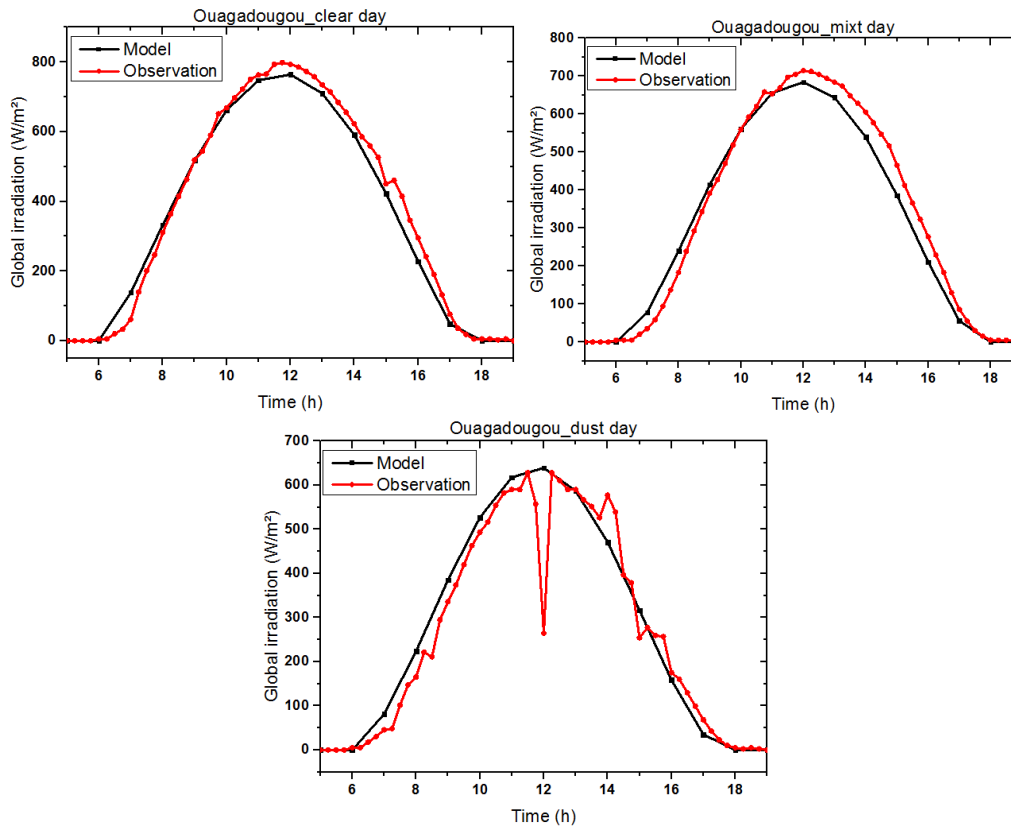 Ouagadougou_clear day
Model
Observation
Global irradiation (W/m²)
800
600
400
200
0
6 8 10 12 14 16 18
Time (h)
Ouagadougou_mixt day
Model
Observation
Global irradiation (W/m²)
800
700
600
500
400
300
200
100
0
6 8 10 12 14 16 18
Time (h)
Ouagadougou_dust day
Model
Observation
Global irradiation (W/m²)
700
600
500
400
300
200
100
0
6 8 10 12 14 16 18
Time (h)